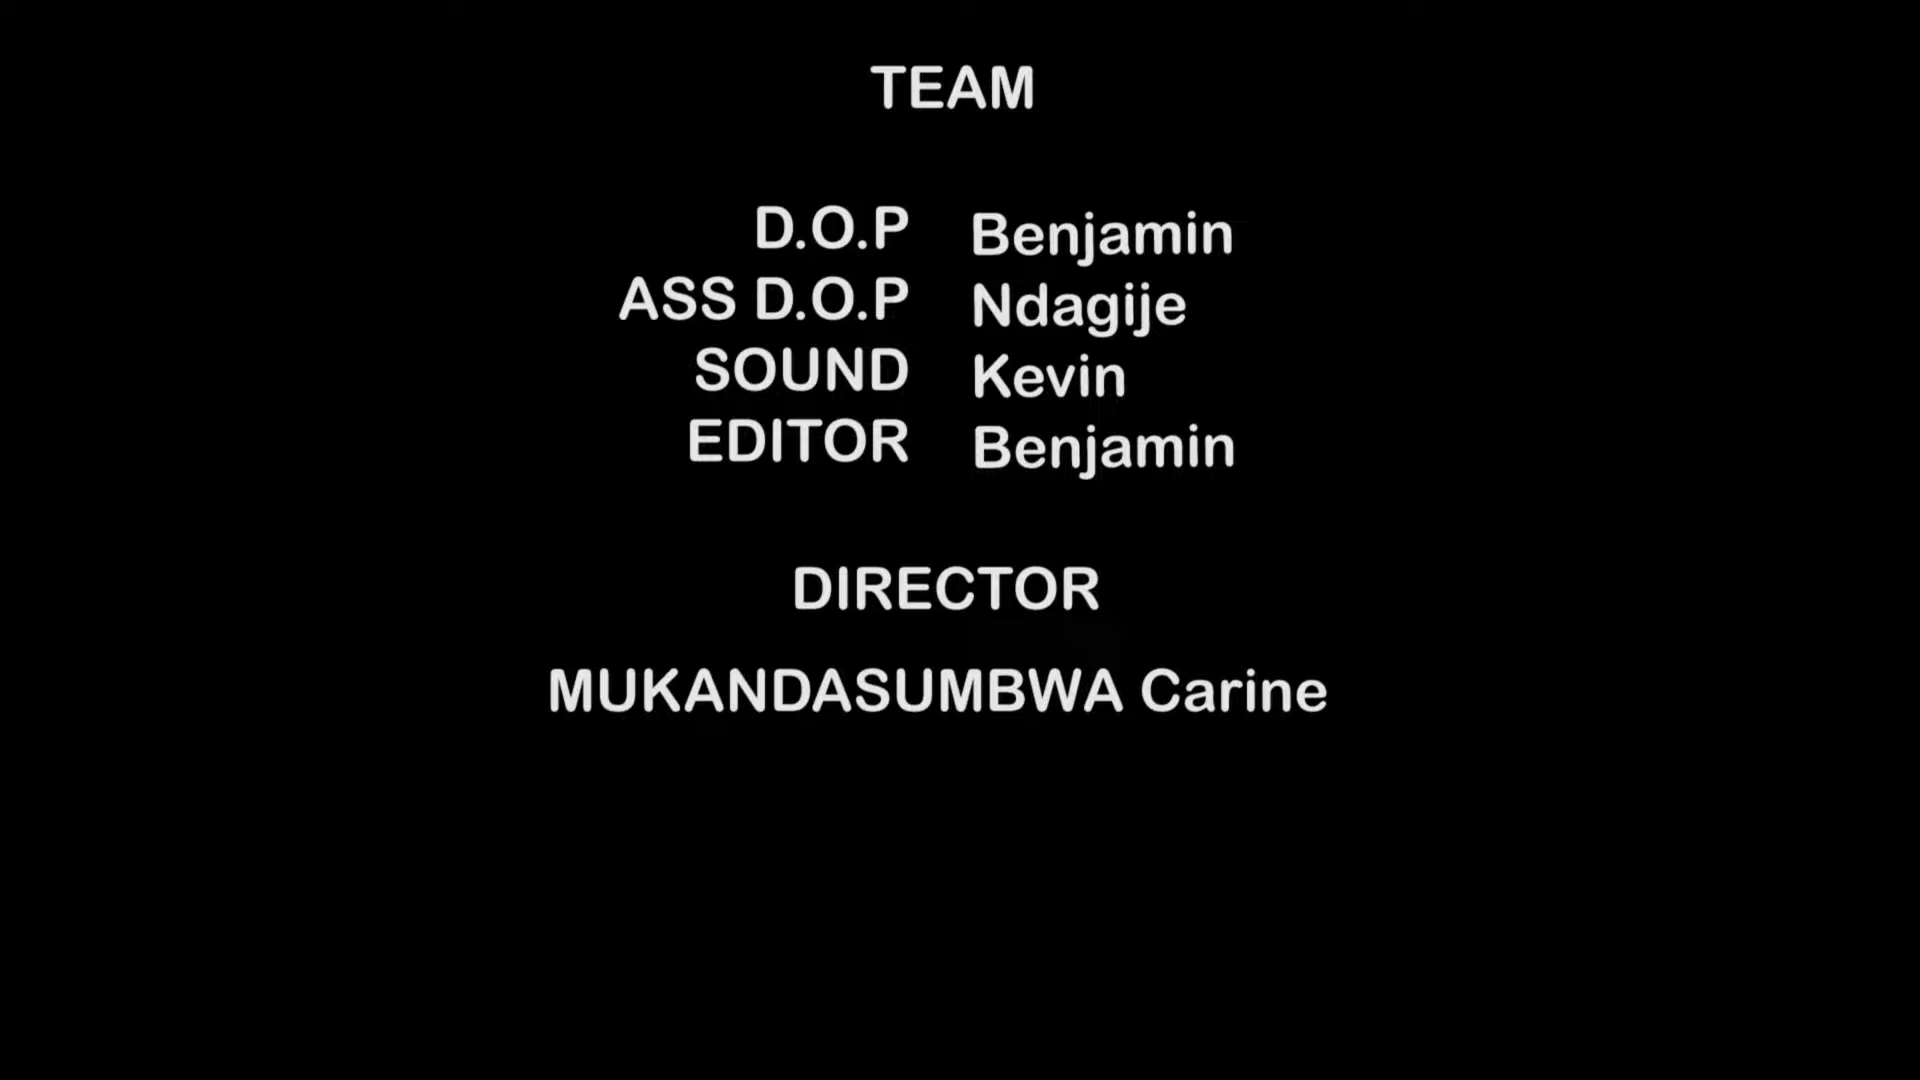 TEAM
D.O.P Benjamin
ASS D.O.P Ndagije
SOUND Kevin
EDITOR Benjamin
DIRECTOR
MUKANDASUMBWA Carine